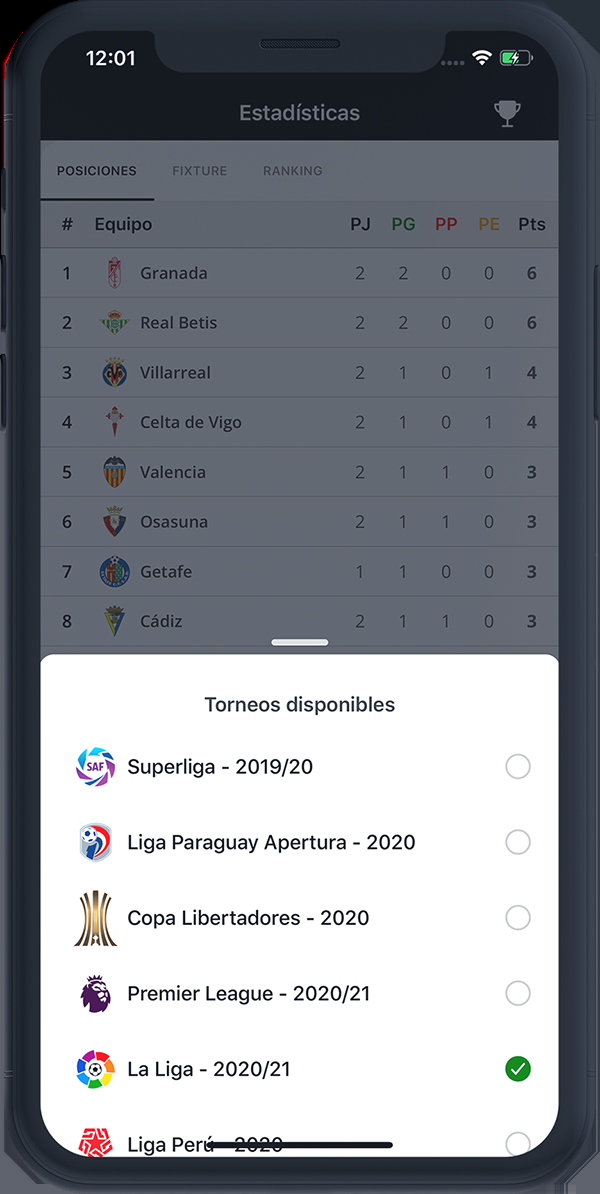 12:01
Estadísticas
POSICIONES FIXTURE RANKING
# Equipo PJ PG PP PE Pts
1 Granada 2 2 0 0 6
2 Real Betis 2 2 0 0 6
3 Villarreal 2 1 0 1 4
4 Celta de Vigo 2 1 0 1 4
5 Valencia 2 1 1 0 3
6 Osasuna 2 1 1 0 3
7 Getafe 1 1 0 0 3
8 Cádiz 2 1 1 0 3
Torneos disponibles
SAF Superliga - 2019/20
Liga Paraguay Apertura - 2020
Copa Libertadores - 2020
Premier League - 2020/21
La Liga - 2020/21
Liga Perú - 2020